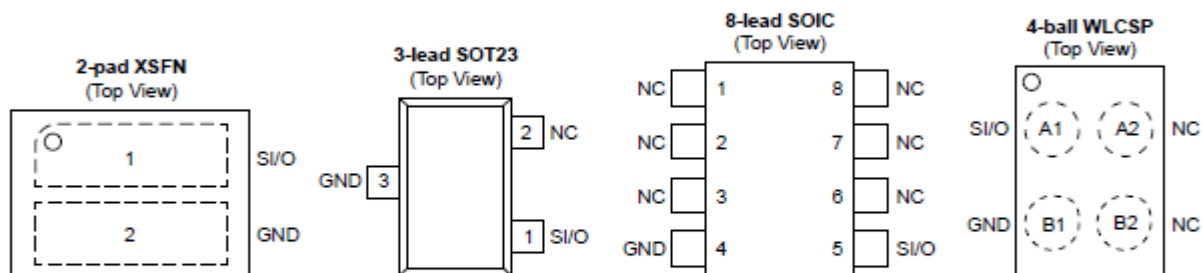 2-pad XSFN
(Top View)
1
SI/O
2
GND
3-lead SOT23
(Top View)
2 NC
GND 3
1 SI/O
8-lead SOIC
(Top View)
NC 1 8 NC
NC 2 7 NC
NC 3 6 NC
GND 4 5 SI/O
4-ball WLCSP
(Top View)
SI/O A1 A2 NC
GND B1 B2 NC